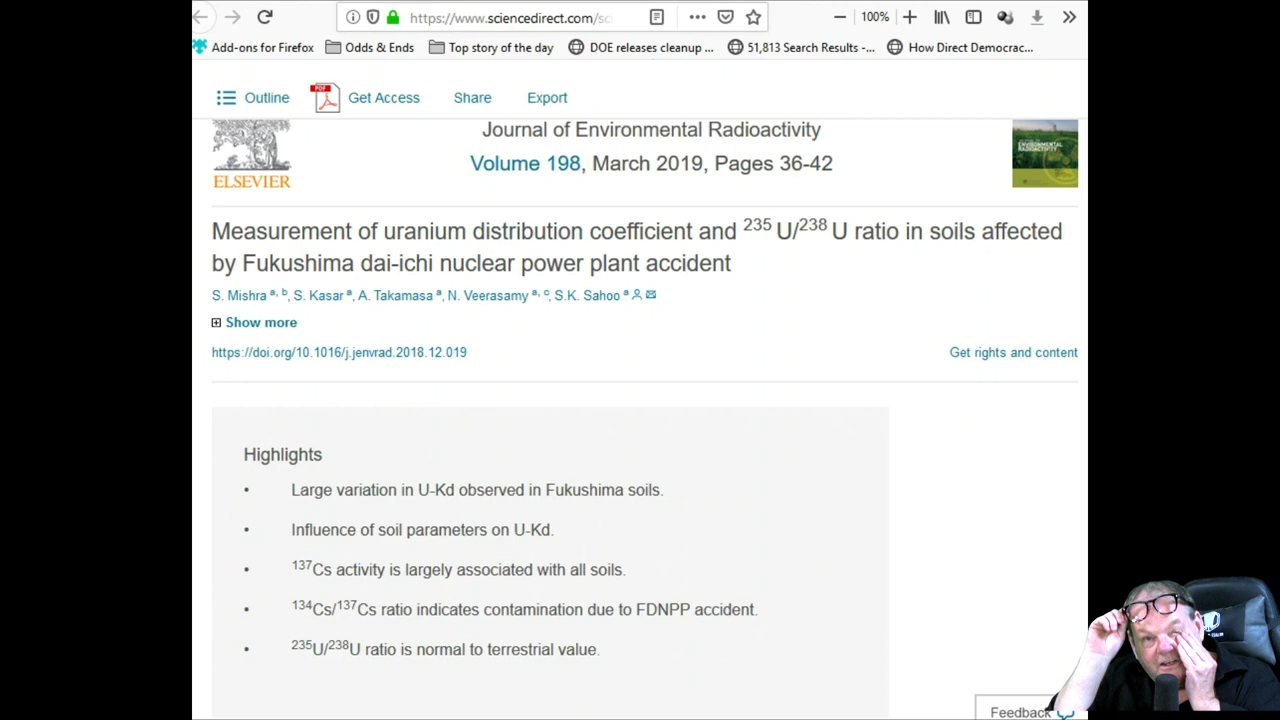 https://www.sciencedirect.com/sc
100%
Add-ons for Firefox
Odds & Ends
Top story of the day
DOE releases cleanup ...
51,813 Search Results -...
How Direct Democrac...
Outline
PDF
Get Access
Share
Export
ELSEVIER
Journal of Environmental Radioactivity
Volume 198, March 2019, Pages 36-42
Measurement of uranium distribution coefficient and ²³⁵U/²³⁸U ratio in soils affected
by Fukushima dai-ichi nuclear power plant accident
S. Mishra ᵃ, ᵇ, S. Kasar ᵃ, A. Takamasa ᵃ, N. Veerasamy ᵃ, ᶜ, S.K. Sahoo ᵃ
Show more
https://doi.org/10.1016/j.jenvrad.2018.12.019
Get rights and content
Highlights
• Large variation in U-Kd observed in Fukushima soils.
• Influence of soil parameters on U-Kd.
• ¹³⁷Cs activity is largely associated with all soils.
• ¹³⁴Cs/¹³⁷Cs ratio indicates contamination due to FDNPP accident.
• ²³⁵U/²³⁸U ratio is normal to terrestrial value.
Feedback